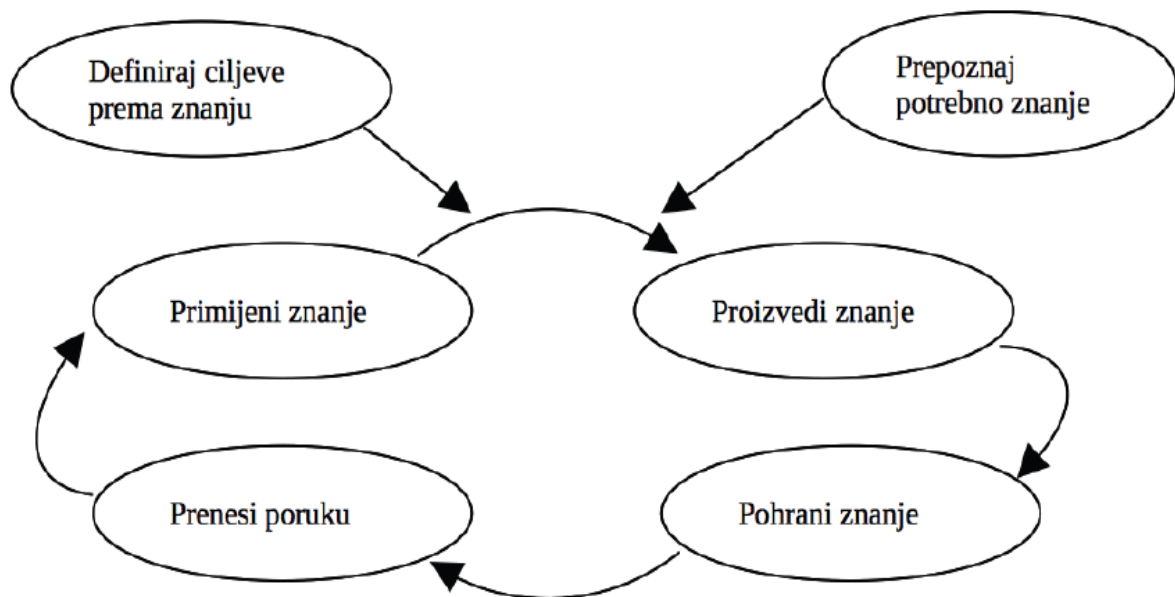 Definiraj ciljeve
prema znanju
Prepoznaj
potrebno znanje
Primijeni znanje
Proizvedi znanje
Prenesi poruku
Pohrani znanje